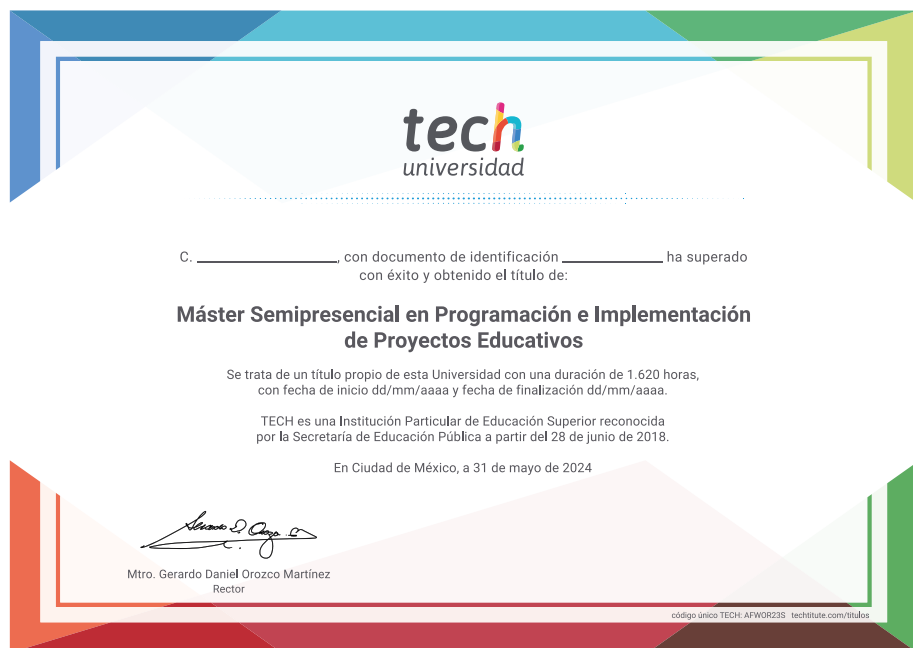 tech
universidad
C. ____________, con documento de identificación ____________ ha superado
con éxito y obtenido el título de:
Máster Semipresencial en Programación e Implementación
de Proyectos Educativos
Se trata de un título propio de esta Universidad con una duración de 1.620 horas,
con fecha de inicio dd/mm/aaaa y fecha de finalización dd/mm/aaaa.
TECH es una Institución Particular de Educación Superior reconocida
por la Secretaría de Educación Pública a partir del 28 de junio de 2018.
En Ciudad de México, a 31 de mayo de 2024
Mtro. Gerardo Daniel Orozco Martínez
Rector
código único TECH: AFWOR23S techtitute.com/titulos